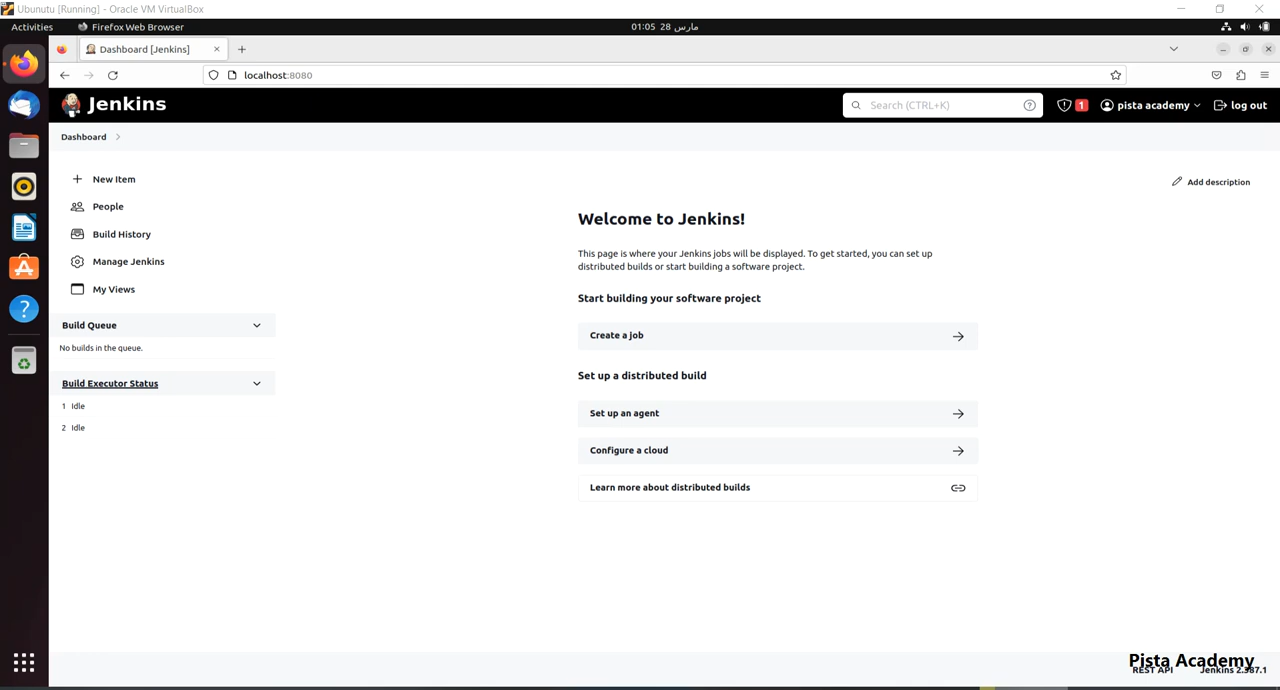 Ubunutu [Running] - Oracle VM VirtualBox
Activities
Firefox Web Browser
مارس 28 01:05
Dashboard [Jenkins]
localhost:8080
Jenkins
Search (CTRL+K)
1
pista academy
log out
Dashboard
New Item
People
Build History
Manage Jenkins
My Views
Build Queue
No builds in the queue.
Build Executor Status
1 Idle
2 Idle
Add description
Welcome to Jenkins!
This page is where your Jenkins jobs will be displayed. To get started, you can set up
distributed builds or start building a software project.
Start building your software project
Create a job
Set up a distributed build
Set up an agent
Configure a cloud
Learn more about distributed builds
Pista Academy
REST API
Jenkins 2.387.1